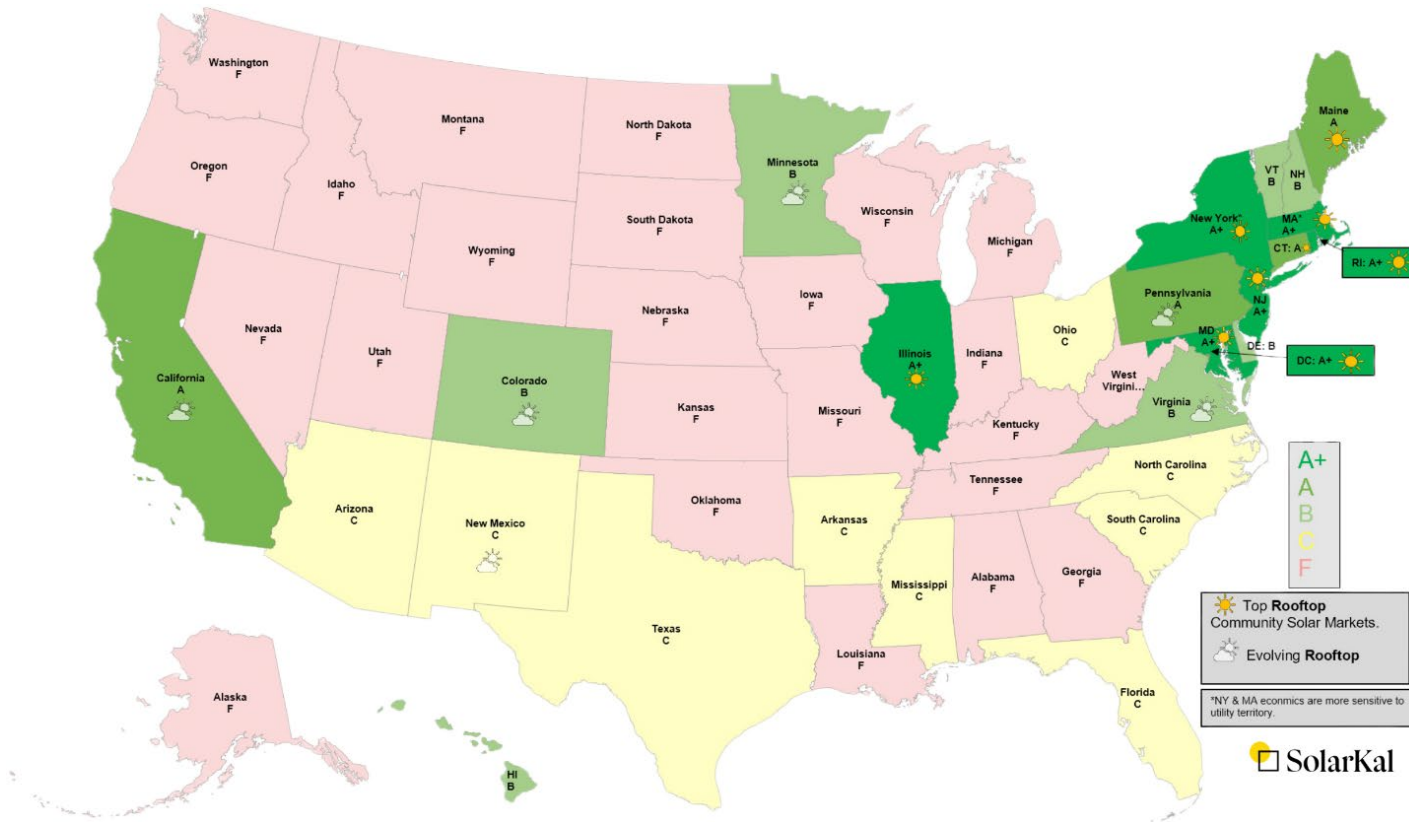 Washington
F
Montana
F
North Dakota
F
Minnesota
B
Maine
A
Oregon
F
Idaho
F
South Dakota
F
Wisconsin
F
Michigan
F
VT
B
NH
B
New York*
A+
MA*
A+
CT: A
RI: A+
Wyoming
F
Nebraska
F
Iowa
F
Pennsylvania
A
NJ
A+
Nevada
F
Utah
F
Illinois
A+
Indiana
F
Ohio
C
MD
A+
DE: B
DC: A+
California
A
Colorado
B
Kansas
F
Missouri
F
West
Virgini...
F
Virginia
B
Kentucky
F
Arizona
C
New Mexico
C
Oklahoma
F
Arkansas
C
Tennessee
F
North Carolina
C
South Carolina
C
Texas
C
Mississippi
C
Alabama
F
Georgia
F
Louisiana
F
Florida
C
Alaska
F
HI
B
A+
A
B
C
F
Top Rooftop
Community Solar Markets.
Evolving Rooftop
*NY & MA econmics are more sensitive to
utility territory.
SolarKal